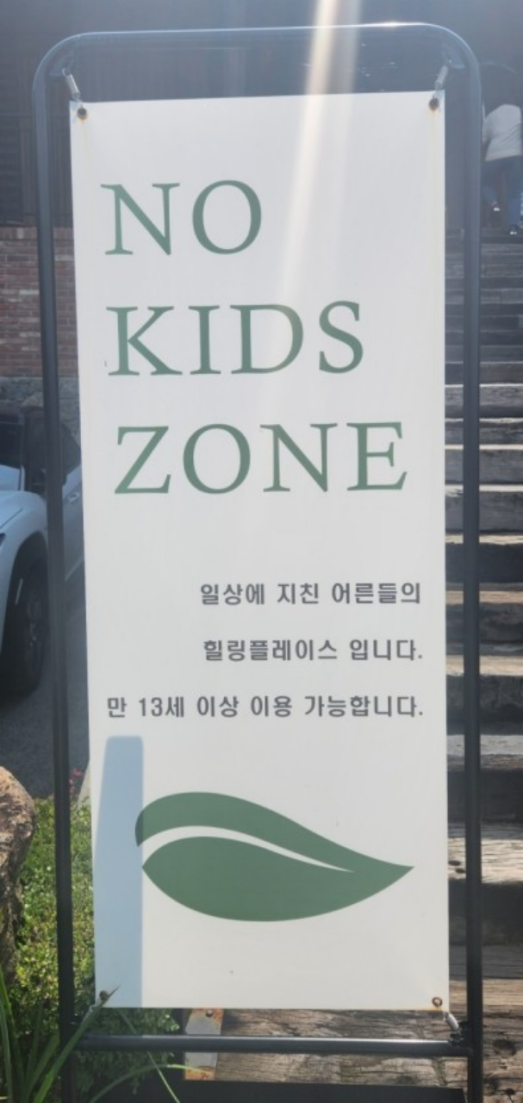 NO
KIDS
ZONE
일상에 지친 어른들의
힐링플레이스 입니다.
만 13세 이상 이용 가능합니다.